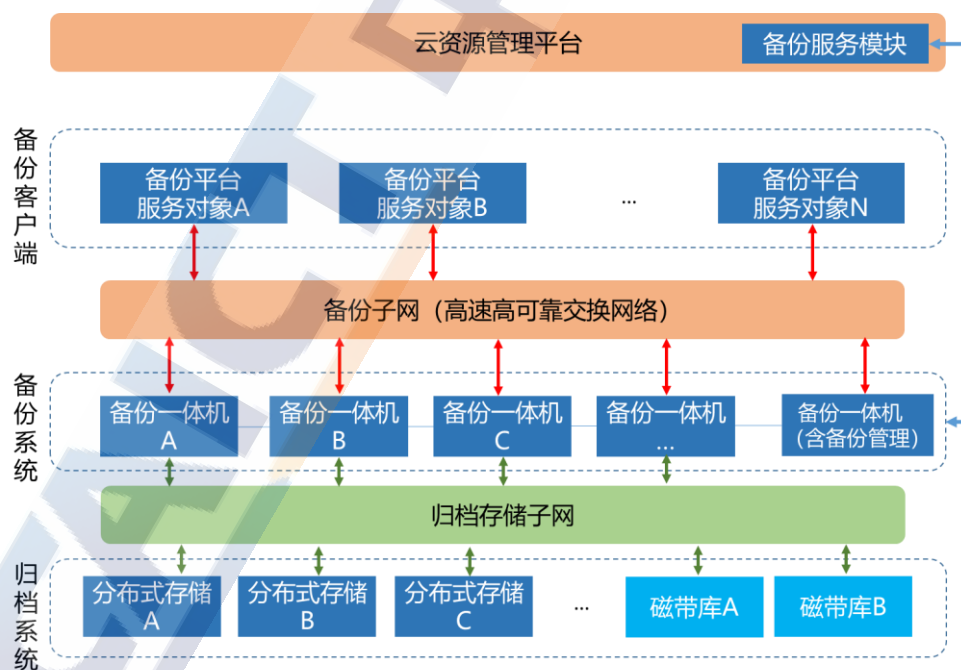 云资源管理平台
备份服务模块
备份客户端
备份平台
服务对象A
备份平台
服务对象B
...
备份平台
服务对象N
备份子网（高速高可靠交换网络）
备份系统
备份一体机
A
备份一体机
B
备份一体机
C
备份一体机
...
备份一体机
（含备份管理）
归档存储子网
归档系统
分布式存储
A
分布式存储
B
分布式存储
C
...
磁带库A
磁带库B
CAICT